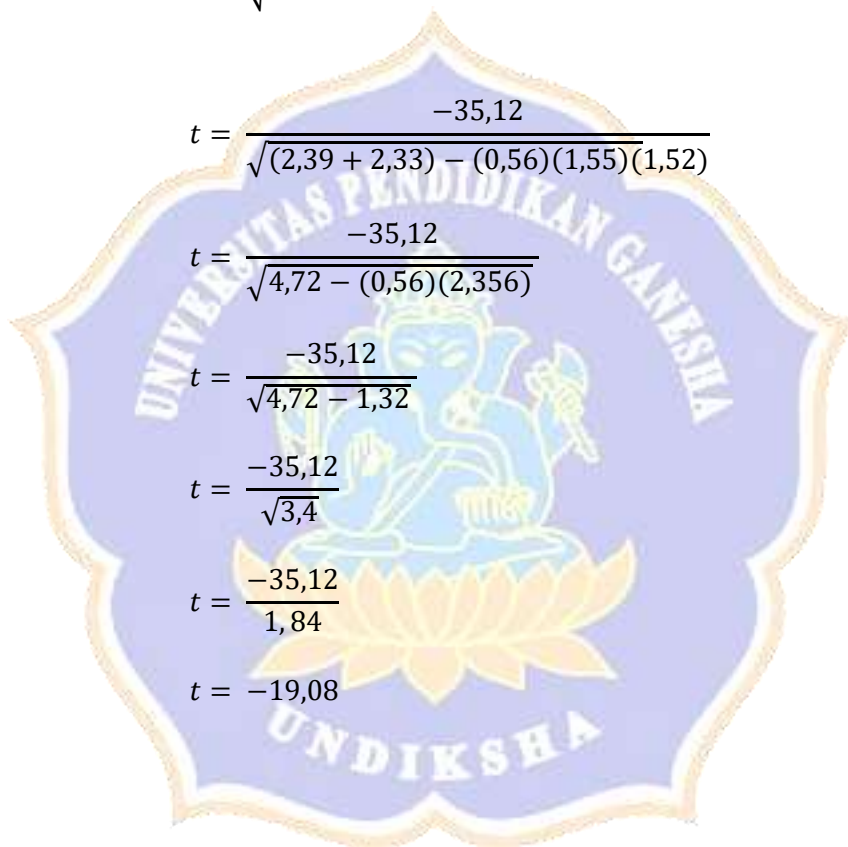 √
t = -35,12 / √(2,39 + 2,33) − (0,56)(1,55)(1,52)
t = -35,12 / √4,72 − (0,56)(2,356)
t = -35,12 / √4,72 − 1,32
t = -35,12 / √3,4
t = -35,12 / 1, 84
t = −19,08
UNIVERSITAS PENDIDIKAN GANESHA
UNDIKSHA